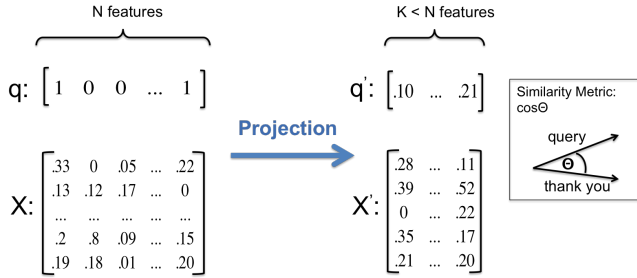 N features
K < N features
q: [ 1 0 0 ... 1 ]
q': [ .10 ... .21 ]
Projection
X: [ .33 0 .05 ... .22
.13 .12 .17 ... 0
... ... ... ... ...
.2 .8 .09 ... .15
.19 .18 .01 ... .20 ]
X': [ .28 ... .11
.39 ... .52
0 ... .22
.35 ... .17
.21 ... .20 ]
Similarity Metric:
cosΘ
query
Θ
thank you